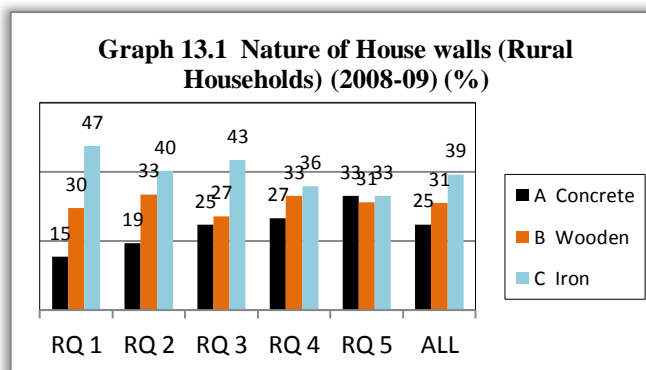 Graph 13.1 Nature of House walls (Rural
Households) (2008-09) (%)
47
43
40
39
36
33
33
33 31 33
30
31
27
27
25
25
19
15
A Concrete
B Wooden
C Iron
RQ 1 RQ 2 RQ 3 RQ 4 RQ 5 ALL